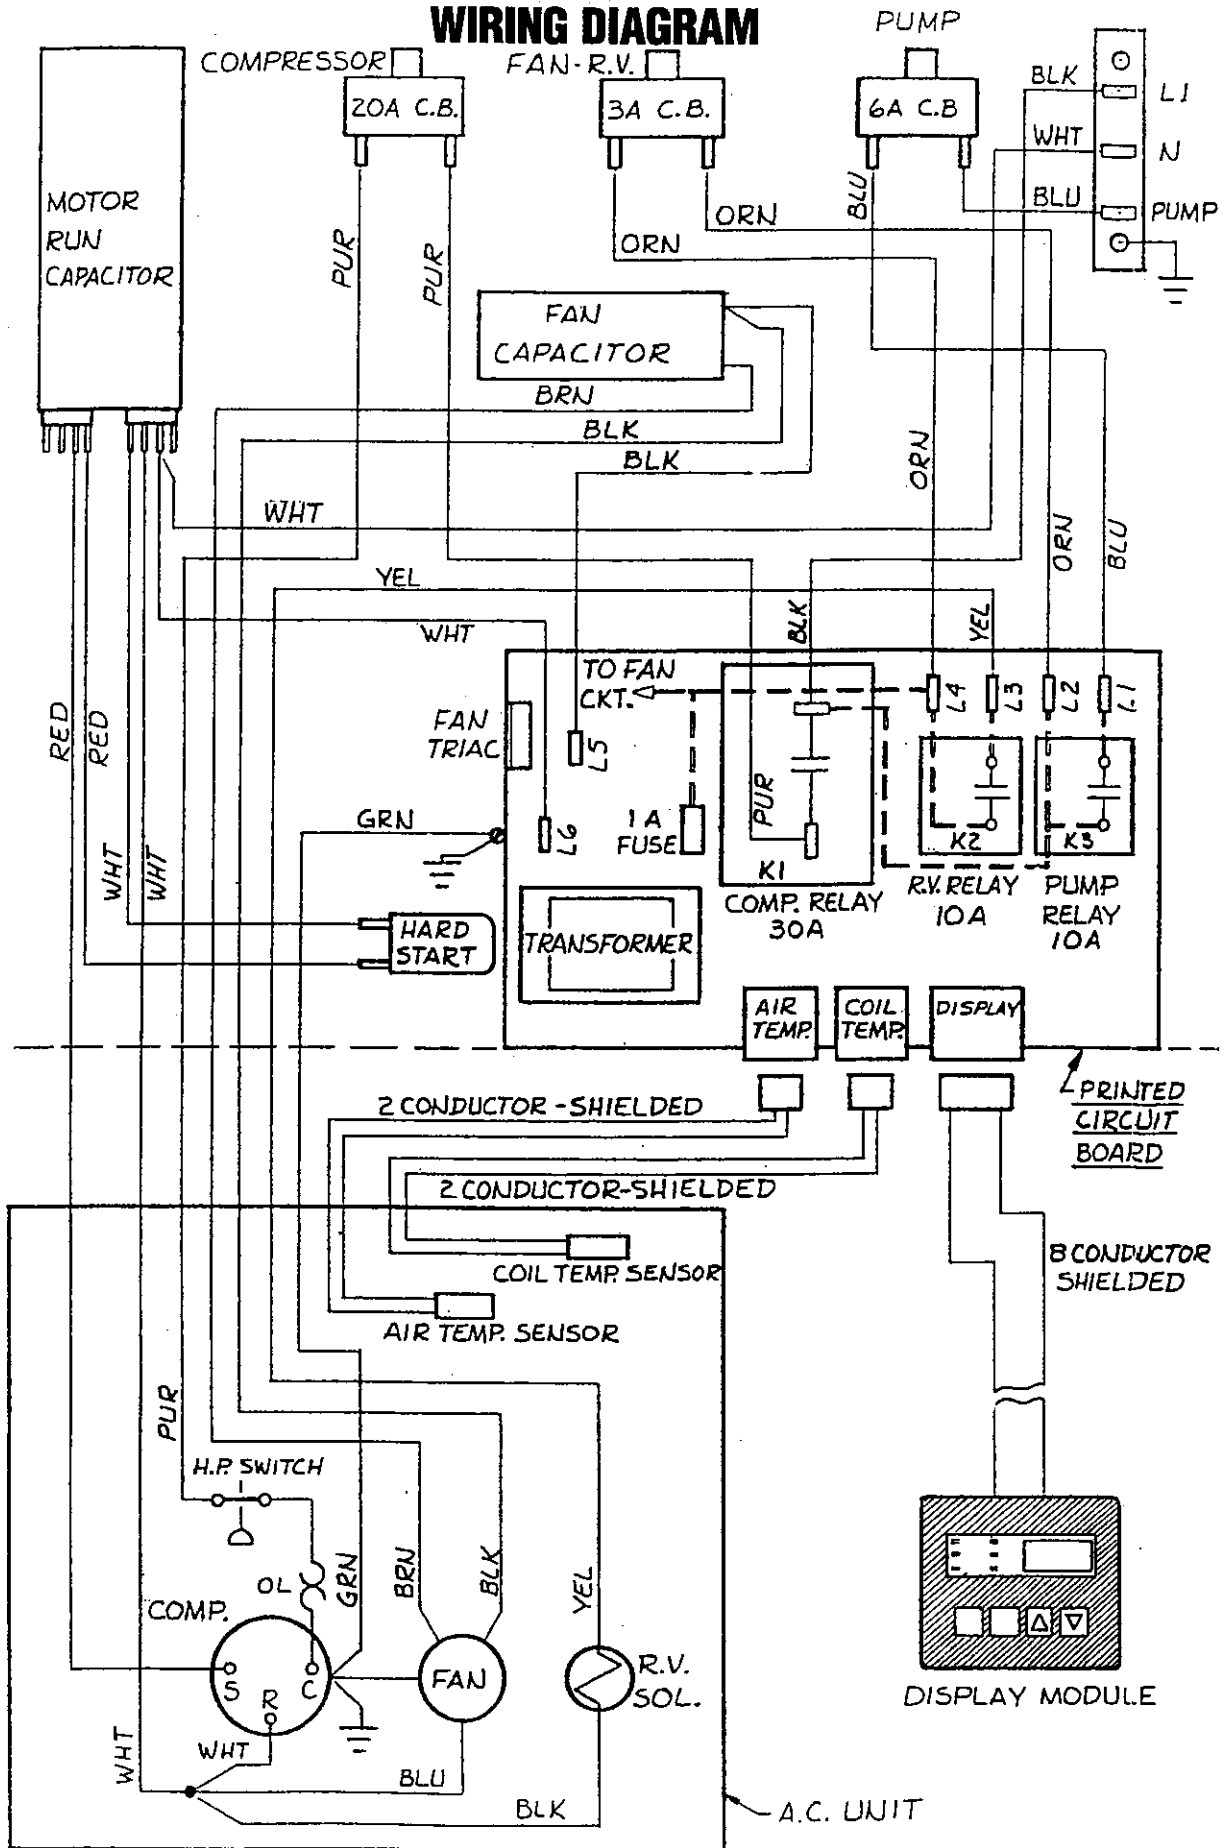 WIRING DIAGRAM
COMPRESSOR
20A C.B.
FAN-R.V.
3A C.B.
PUMP
6A C.B
BLK
L1
WHT
N
BLU
PUMP
MOTOR
RUN
CAPACITOR
PUR
PUR
ORN
ORN
BLU
FAN
CAPACITOR
BRN
BLK
BLK
WHT
ORN
ORN
BLU
YEL
WHT
BLK
YEL
RED
RED
TO FAN
CKT.
L4
L3
L2
L1
FAN
TRIAC
L5
L6
1A
FUSE
PUR
K1
K2
K3
GRN
COMP. RELAY
30A
R.V. RELAY
10A
PUMP
RELAY
10A
WHT
WHT
HARD
START
TRANSFORMER
AIR
TEMP.
COIL
TEMP.
DISPLAY
PRINTED
CIRCUIT
BOARD
2 CONDUCTOR-SHIELDED
2 CONDUCTOR-SHIELDED
COIL TEMP. SENSOR
AIR TEMP. SENSOR
8 CONDUCTOR
SHIELDED
PUR
H.P. SWITCH
OL
GRN
BRN
BLK
YEL
COMP.
S
R
C
FAN
R.V.
SOL.
DISPLAY MODULE
WHT
WHT
BLU
BLK
A.C. UNIT